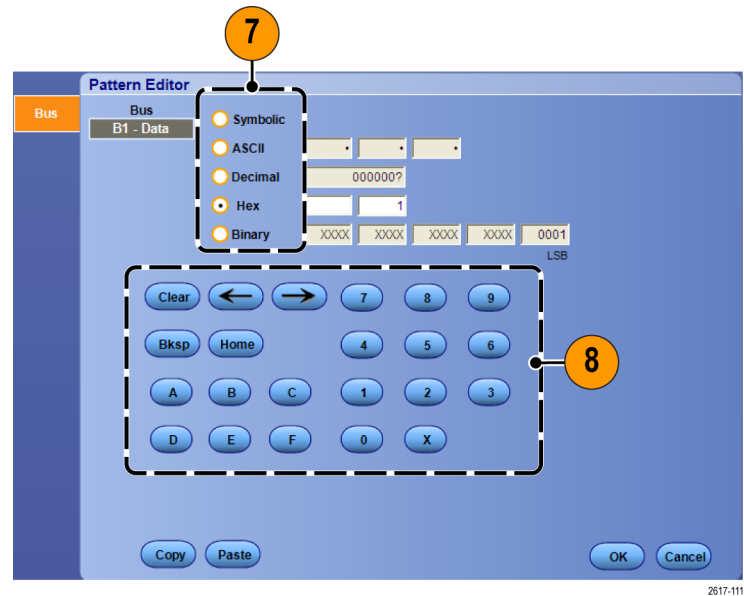 7
Pattern Editor
Bus
Bus
B1 - Data
Symbolic
ASCII
Decimal 000000?
Hex 1
Binary XXXX XXXX XXXX XXXX 0001
LSB
Clear 7 8 9
Bksp Home 4 5 6
8
A B C 1 2 3
D E F 0 X
Copy Paste OK Cancel
2617-111